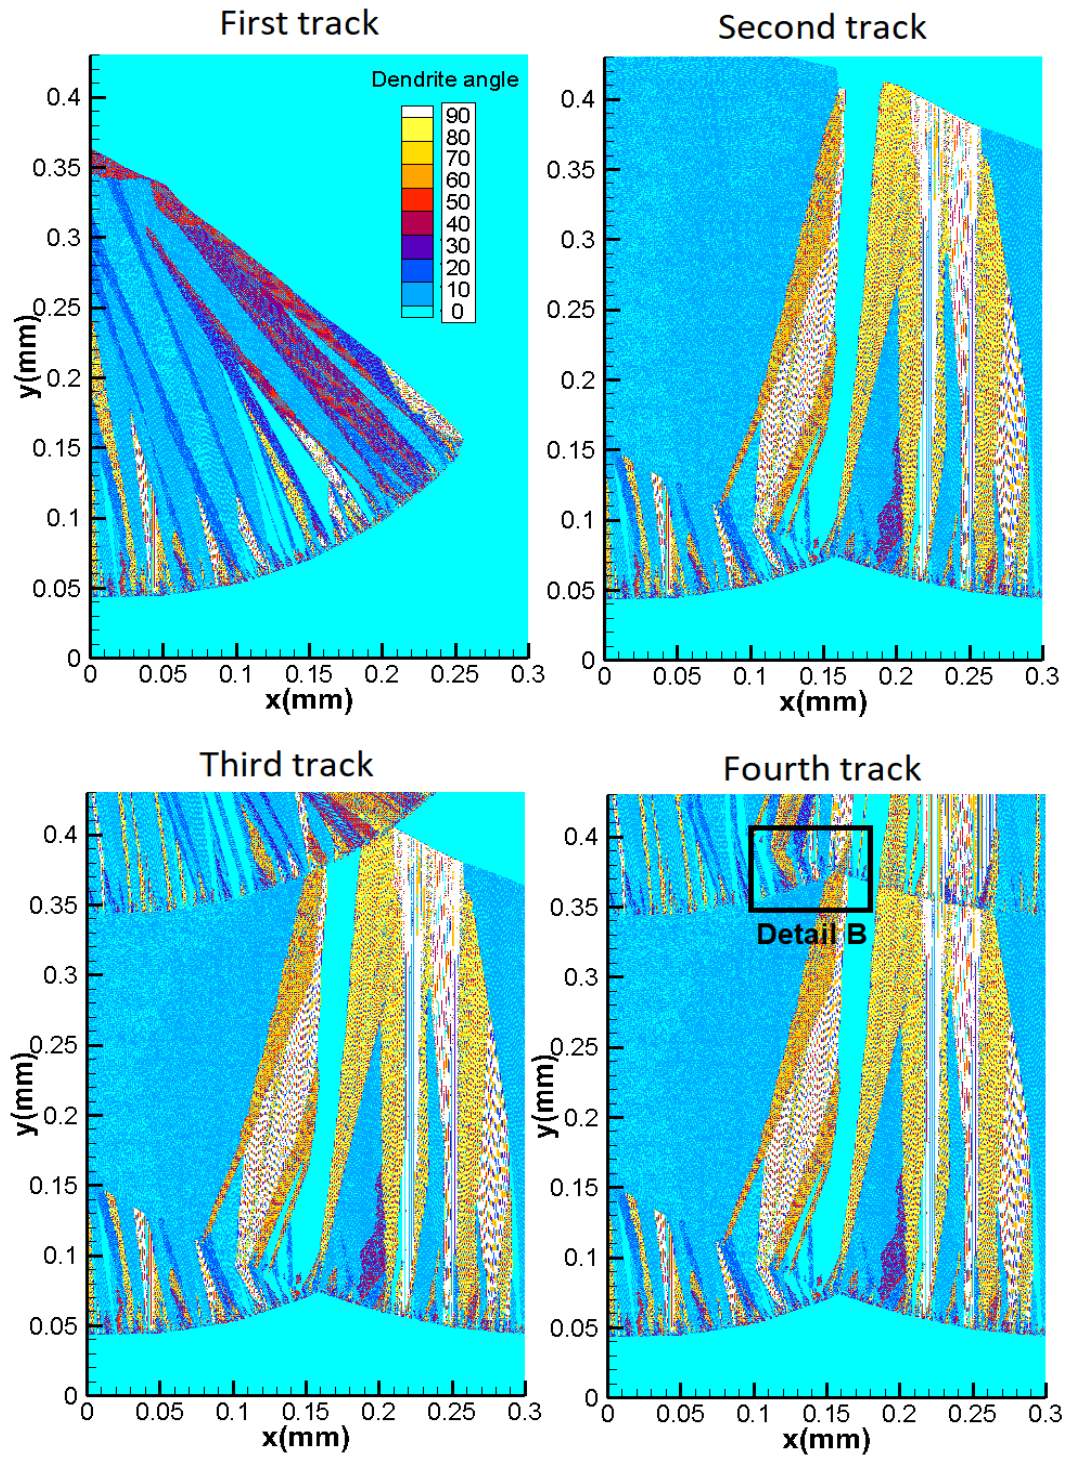 First track
Second track
Dendrite angle
90
80
70
60
50
40
30
20
10
0
0.4
0.35
0.3
0.25
0.2
0.15
0.1
0.05
0
y(mm)
0 0.05 0.1 0.15 0.2 0.25 0.3
x(mm)
0.4
0.35
0.3
0.25
0.2
0.15
0.1
0.05
0
y(mm)
0 0.05 0.1 0.15 0.2 0.25 0.3
x(mm)
Third track
Fourth track
0.4
0.35
0.3
0.25
0.2
0.15
0.1
0.05
0
y(mm)
0 0.05 0.1 0.15 0.2 0.25 0.3
x(mm)
0.4
0.35
Detail B
0.3
0.25
0.2
0.15
0.1
0.05
0
y(mm)
0 0.05 0.1 0.15 0.2 0.25 0.3
x(mm)